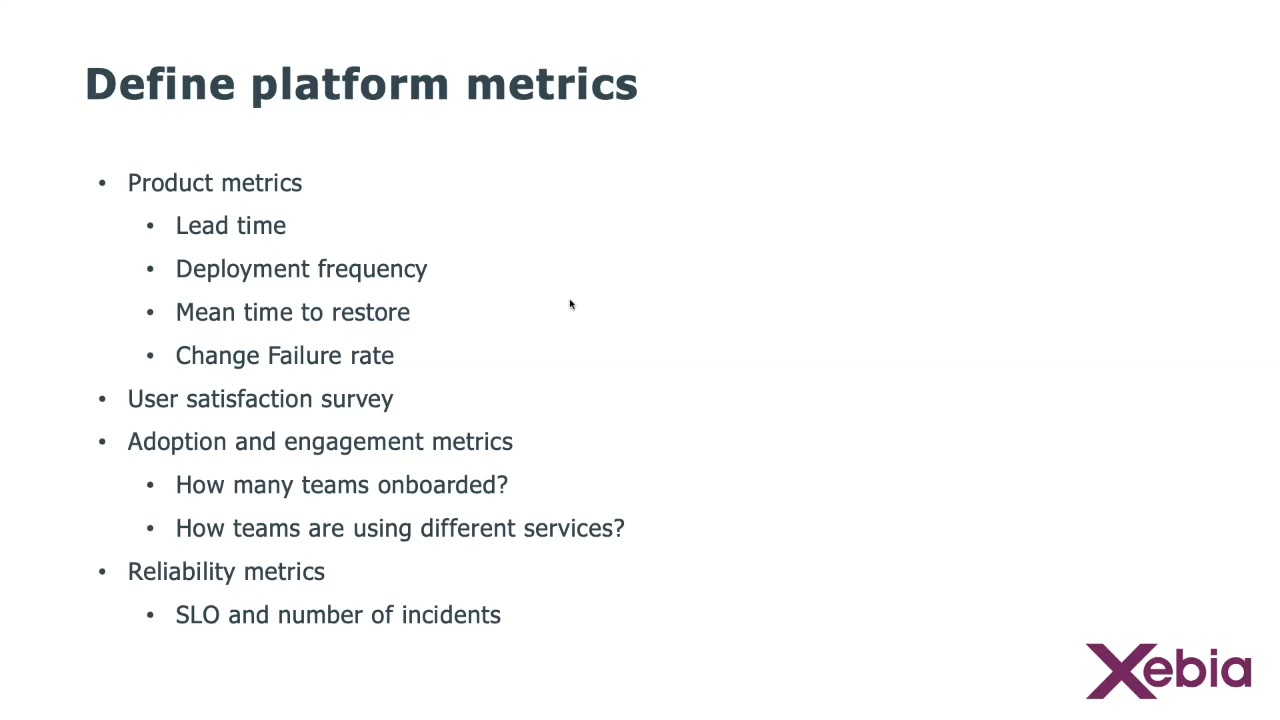 Define platform metrics
• Product metrics
• Lead time
• Deployment frequency
• Mean time to restore
• Change Failure rate
• User satisfaction survey
• Adoption and engagement metrics
• How many teams onboarded?
• How teams are using different services?
• Reliability metrics
• SLO and number of incidents
Xebia